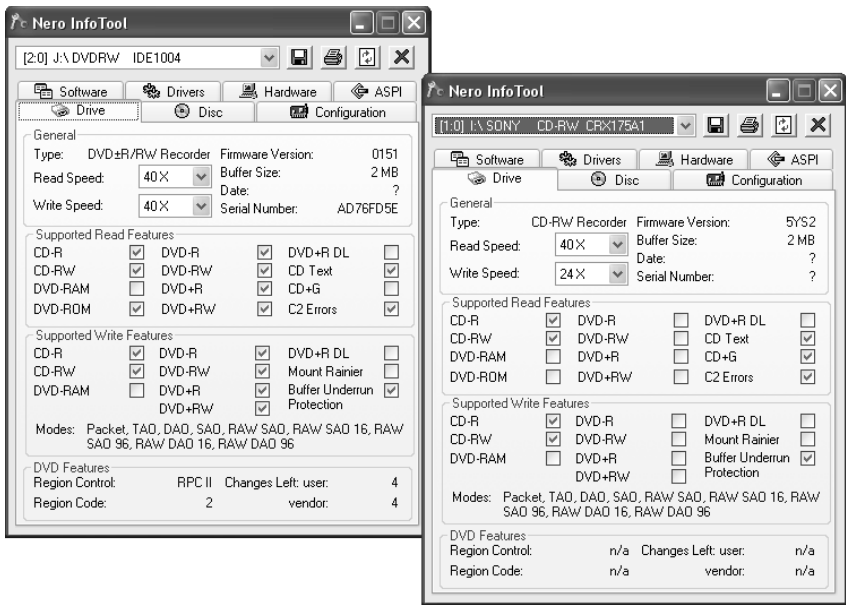 Nero InfoTool
[2:0] J:\ DVDRW IDE1004
Software Drivers Hardware ASPI
Drive Disc Configuration
General
Type: DVD±R/RW Recorder Firmware Version: 0151
Read Speed: 40 X Buffer Size: 2 MB
Date: ?
Write Speed: 40 X Serial Number: AD76FD5E
Supported Read Features
CD-R DVD-R DVD+R DL
CD-RW DVD-RW CD Text
DVD-RAM DVD+R CD+G
DVD-ROM DVD+RW C2 Errors
Supported Write Features
CD-R DVD-R DVD+R DL
CD-RW DVD-RW Mount Rainier
DVD-RAM DVD+R Buffer Underrun
DVD+RW Protection
Modes: Packet, TAO, DAO, SAO, RAW SAO, RAW SAO 16, RAW
SAO 96, RAW DAO 16, RAW DAO 96
DVD Features
Region Control: RPC II Changes Left: user: 4
Region Code: 2 vendor: 4
Nero InfoTool
[1:0] I:\ SONY CD-RW CRX175A1
Software Drivers Hardware ASPI
Drive Disc Configuration
General
Type: CD-RW Recorder Firmware Version: 5YS2
Read Speed: 40 X Buffer Size: 2 MB
Date: ?
Write Speed: 24 X Serial Number: ?
Supported Read Features
CD-R DVD-R DVD+R DL
CD-RW DVD-RW CD Text
DVD-RAM DVD+R CD+G
DVD-ROM DVD+RW C2 Errors
Supported Write Features
CD-R DVD-R DVD+R DL
CD-RW DVD-RW Mount Rainier
DVD-RAM DVD+R Buffer Underrun
DVD+RW Protection
Modes: Packet, TAO, DAO, SAO, RAW SAO, RAW SAO 16, RAW
SAO 96, RAW DAO 16, RAW DAO 96
DVD Features
Region Control: n/a Changes Left: user: n/a
Region Code: n/a vendor: n/a